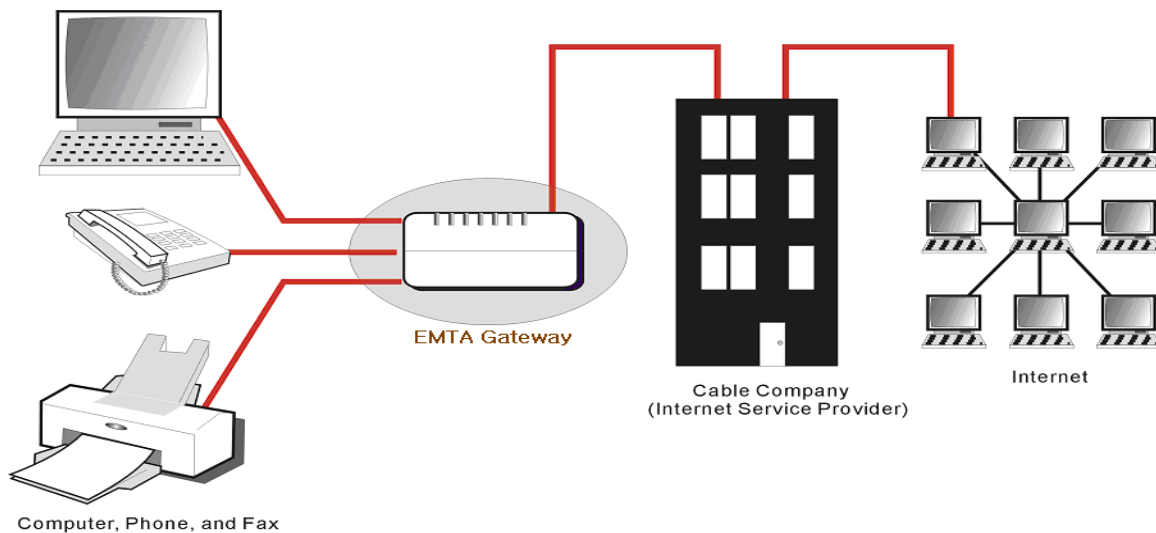 EMTA Gateway
Cable Company
(Internet Service Provider)
Internet
Computer, Phone, and Fax